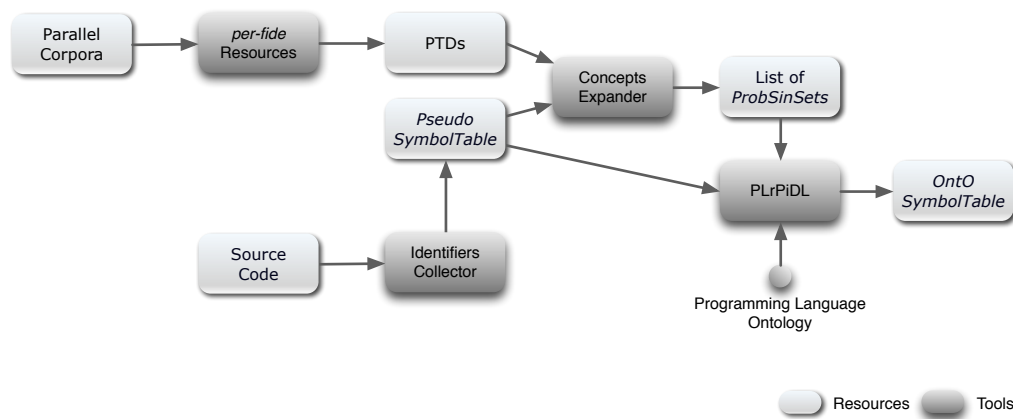 Parallel
Corpora
per-fide
Resources
PTDs
Concepts
Expander
List of
ProbSinSets
Pseudo
SymbolTable
PLrPiDL
OntO
SymbolTable
Source
Code
Identifiers
Collector
Programming Language
Ontology
Resources
Tools